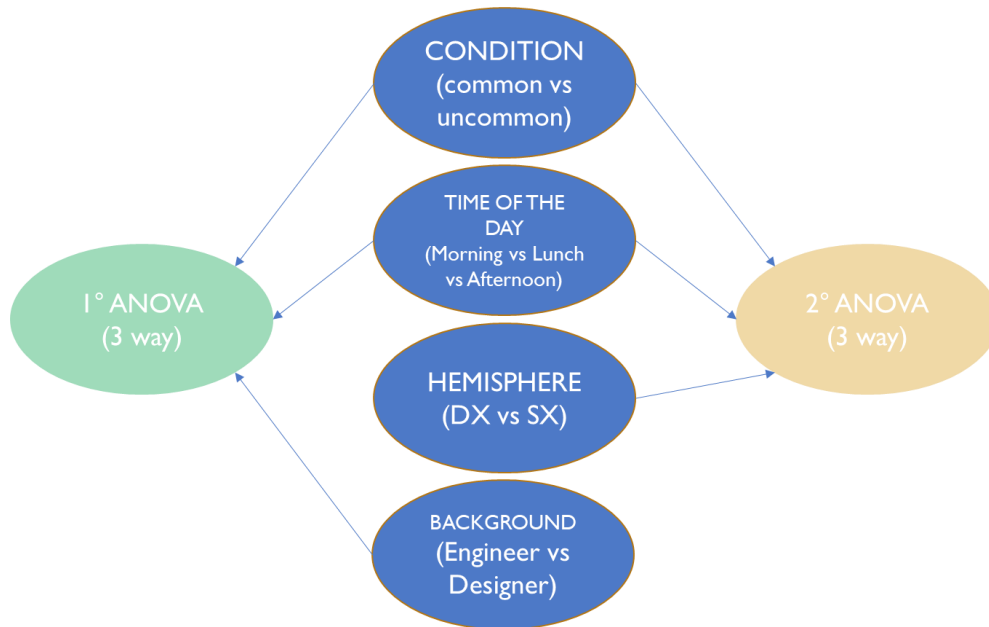 CONDITION
(common vs
uncommon)
TIME OF THE
DAY
(Morning vs Lunch
vs Afternoon)
1° ANOVA
(3 way)
2° ANOVA
(3 way)
HEMISPHERE
(DX vs SX)
BACKGROUND
(Engineer vs
Designer)